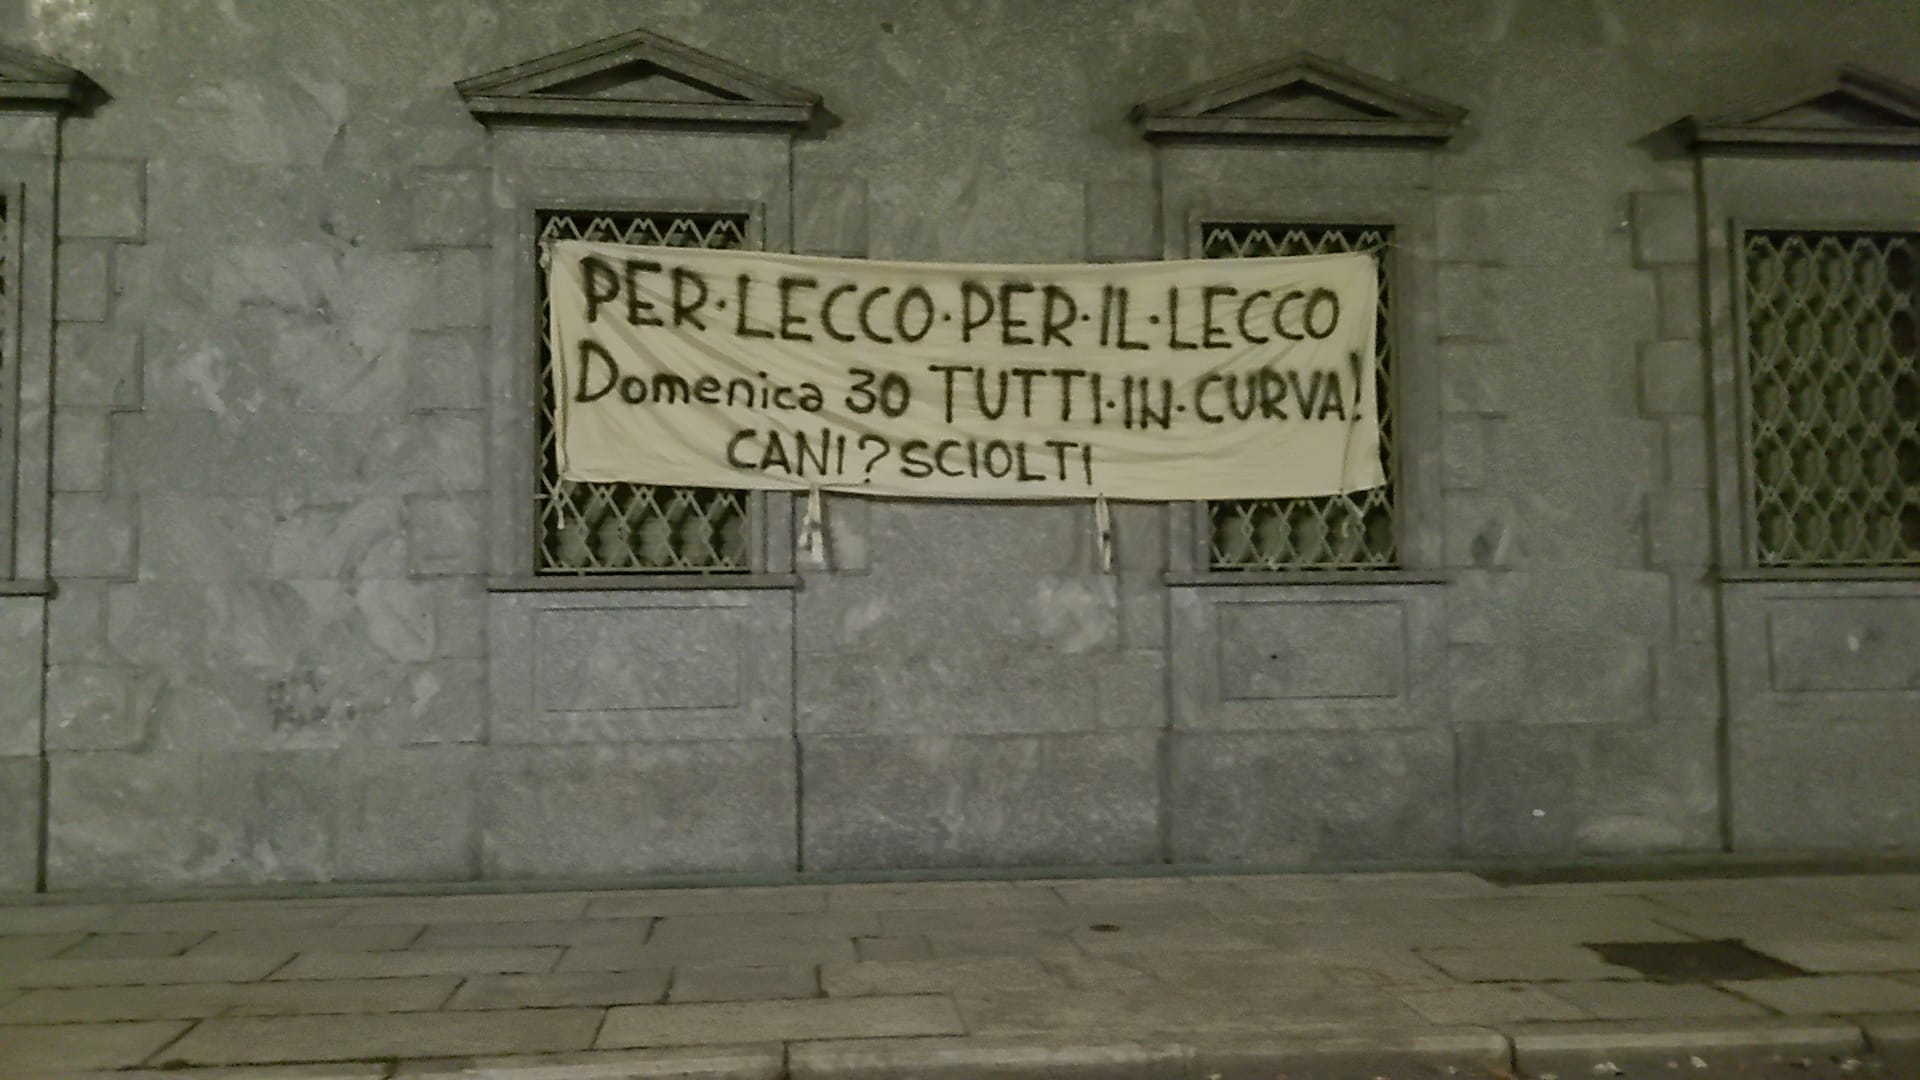 PER·LECCO·PER·IL·LECCO
Domenica 30 TUTTI·IN·CURVA!
CANI? SCIOLTI